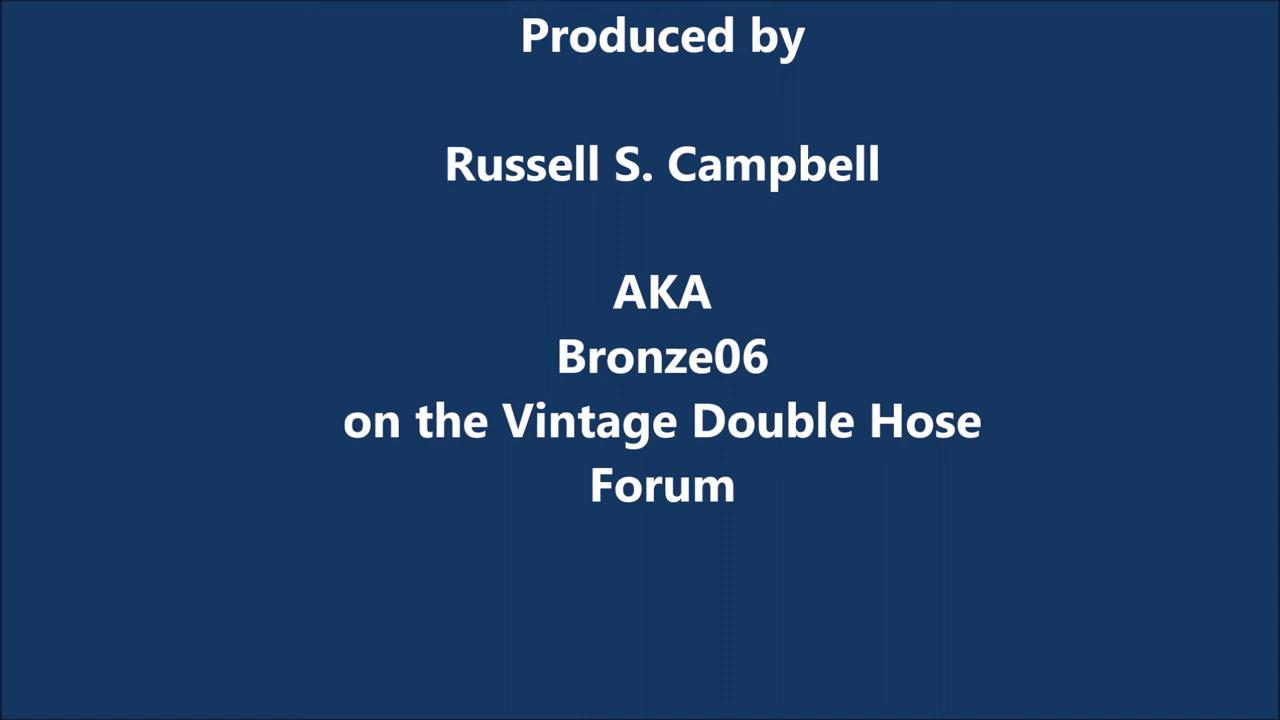 Produced by
Russell S. Campbell
AKA
Bronze06
on the Vintage Double Hose
Forum